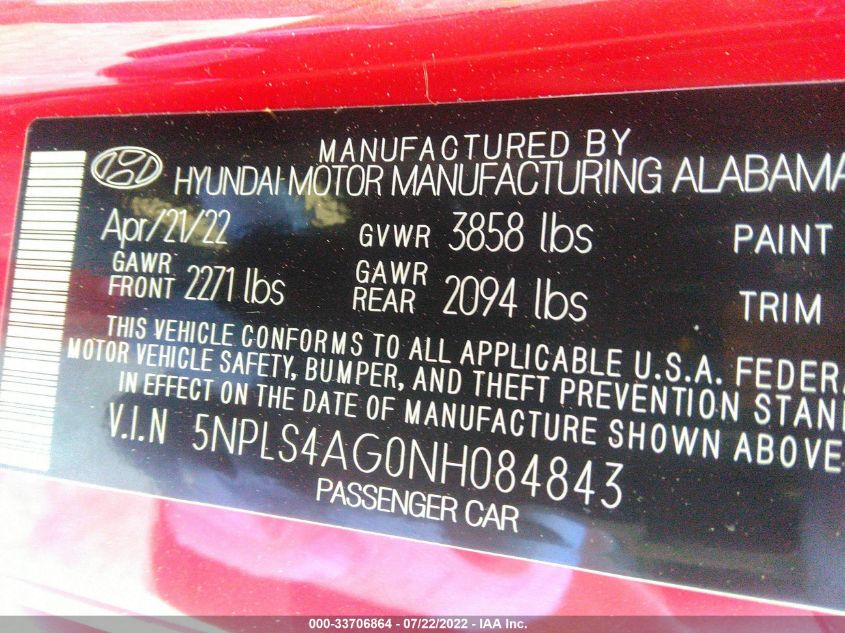 MANUFACTURED BY
HYUNDAI MOTOR MANUFACTURING ALABAMA
Apr/21/22 GVWR 3858 lbs PAINT
GAWR FRONT 2271 lbs GAWR REAR 2094 lbs TRIM
THIS VEHICLE CONFORMS TO ALL APPLICABLE U.S.A. FEDERA
MOTOR VEHICLE SAFETY, BUMPER, AND THEFT PREVENTION STAN
IN EFFECT ON THE DATE OF MANUFACTURE SHOWN ABOVE
V.I.N 5NPLS4AG0NH084843
PASSENGER CAR
000-33706864 / 07/22/2022 - IAA Inc.